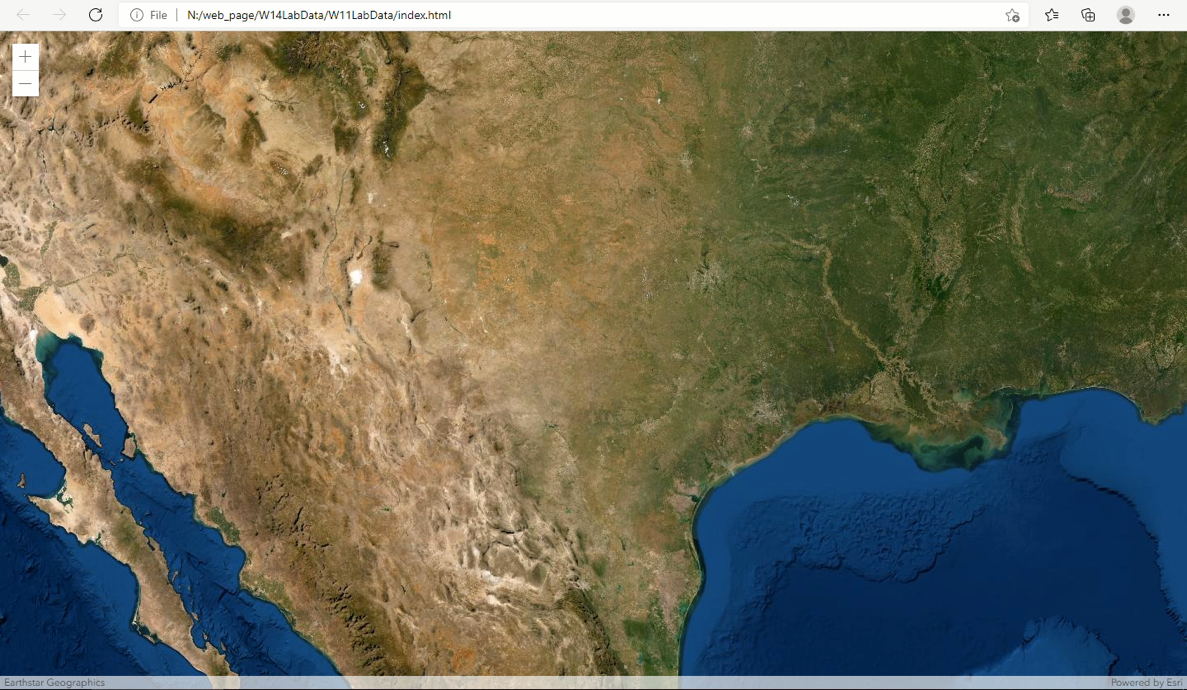 File | N:/web_page/W14LabData/W11LabData/index.html
Earthstar Geographics
Powered by Esri